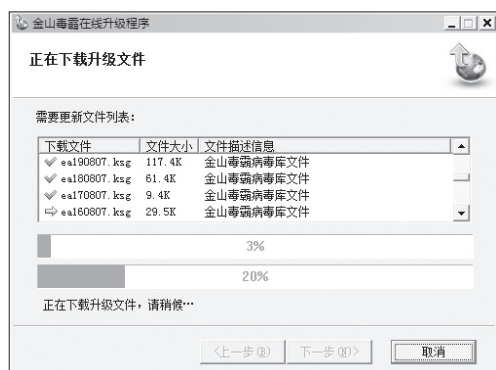 金山毒霸在线升级程序
正在下载升级文件
需要更新文件列表:
下载文件 文件大小 文件描述信息
ea190807.ksg 117.4K 金山毒霸病毒库文件
ea180807.ksg 61.4K 金山毒霸病毒库文件
ea170807.ksg 9.4K 金山毒霸病毒库文件
ea160807.ksg 29.5K 金山毒霸病毒库文件
3%
20%
正在下载升级文件，请稍候…
<上一步(B) 下一步(N)> 取消